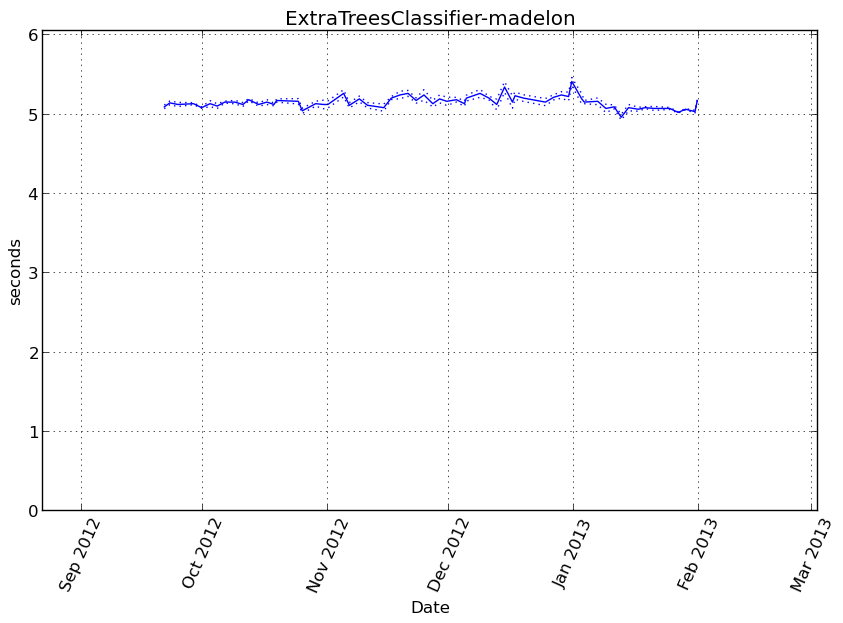 ExtraTreesClassifier-madelon
6
5
4
3
2
1
0
seconds
Sep 2012
Oct 2012
Nov 2012
Dec 2012
Jan 2013
Feb 2013
Mar 2013
Date